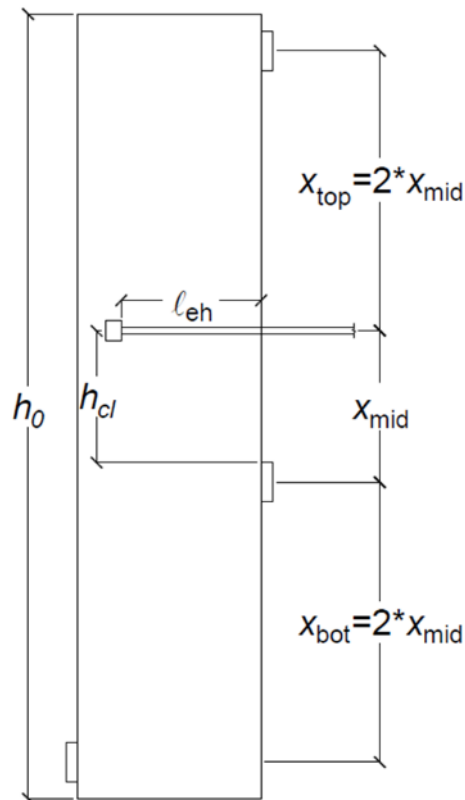 x_top=2*x_mid
ℓ_eh
h_0
h_cl
x_mid
x_bot=2*x_mid